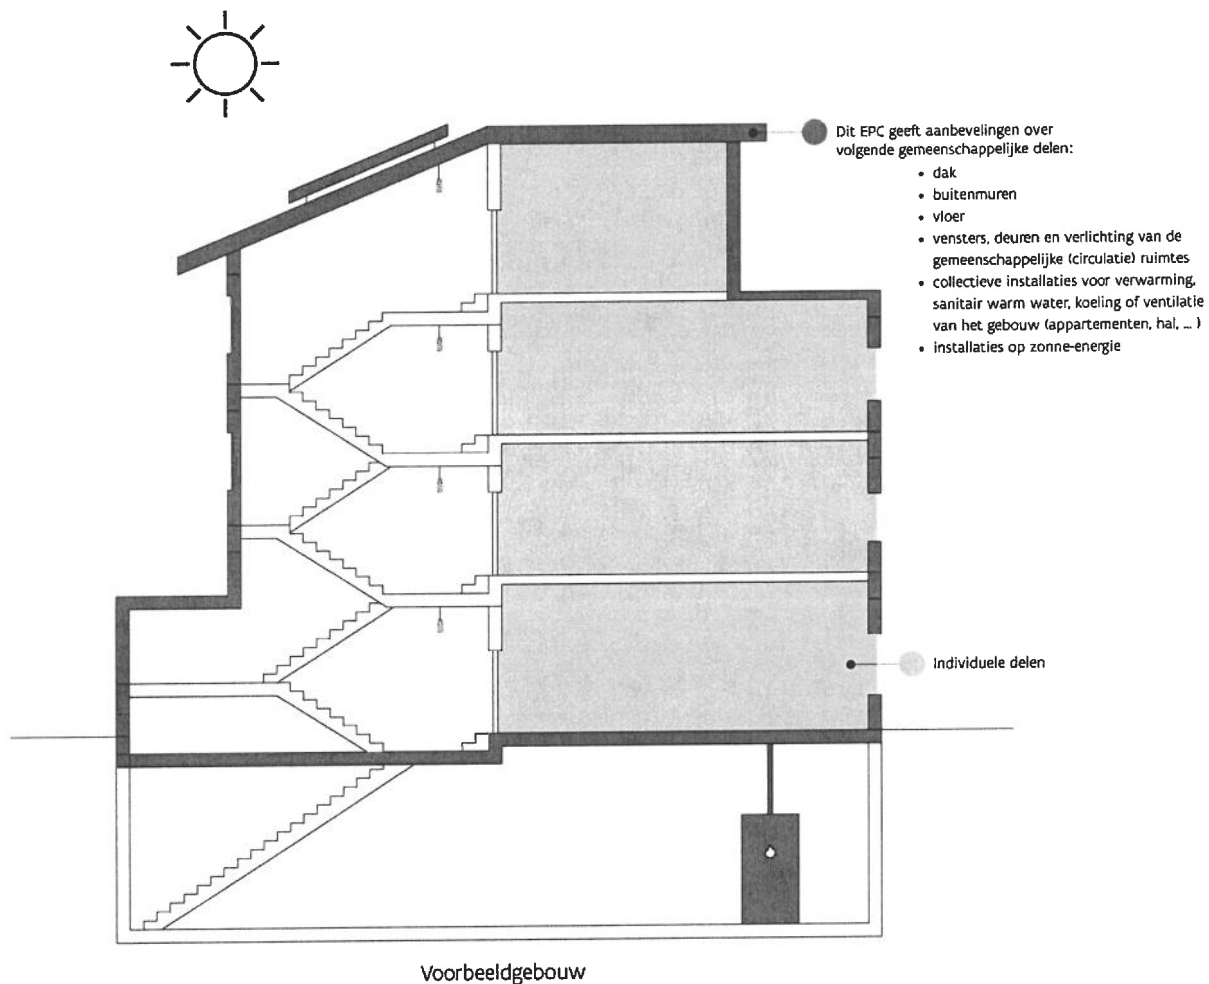 Dit EPC geeft aanbevelingen over
volgende gemeenschappelijke delen:
• dak
• buitenmuren
• vloer
• vensters, deuren en verlichting van de
gemeenschappelijke (circulatie) ruimtes
• collectieve installaties voor verwarming,
sanitair warm water, koeling of ventilatie
van het gebouw (appartementen, hal, ... )
• installaties op zonne-energie
Individuele delen
Voorbeeldgebouw